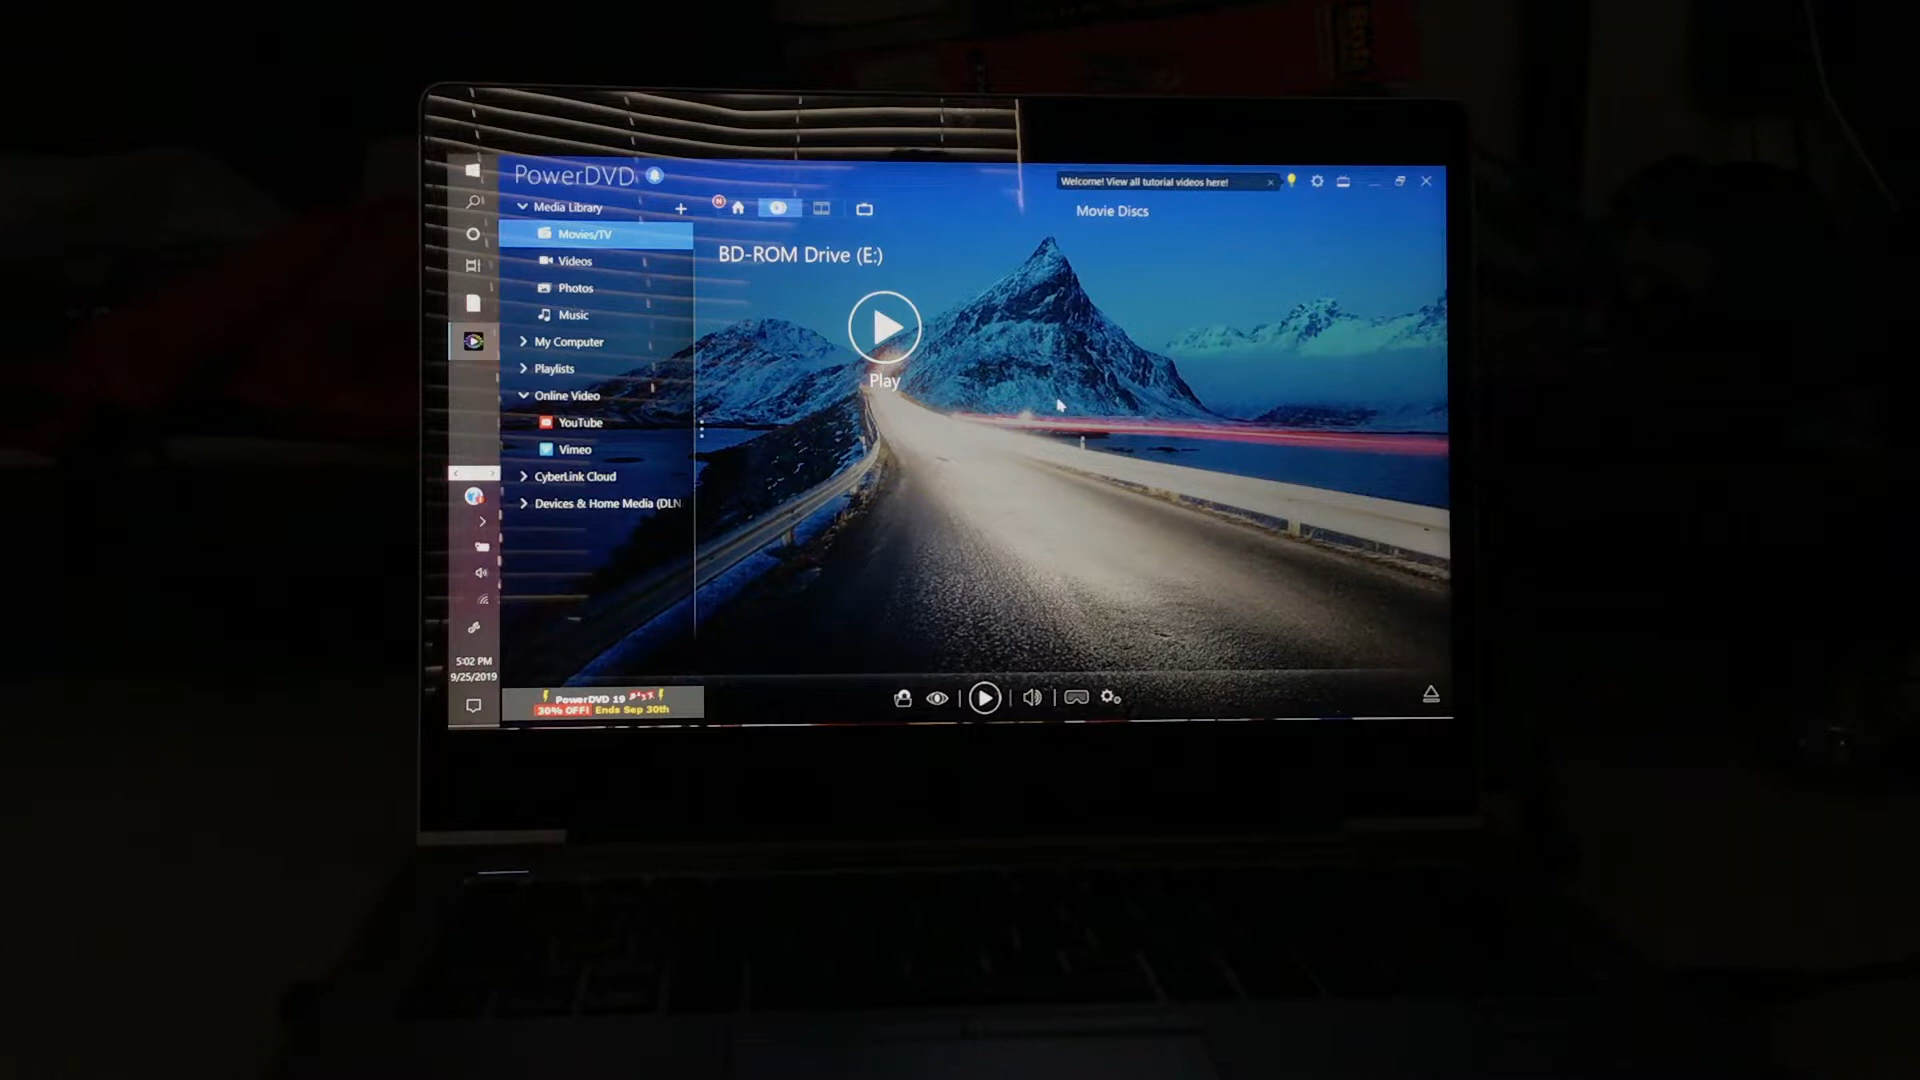 PowerDVD
Welcome! View all tutorial videos here!
Media Library
Movie Discs
Movies/TV
BD-ROM Drive (E:)
Videos
Photos
Music
My Computer
Playlists
Play
Online Video
YouTube
Vimeo
CyberLink Cloud
Devices & Home Media (DLN
5:02 PM
9/25/2019
PowerDVD 19
30% OFF! Ends Sep 30th